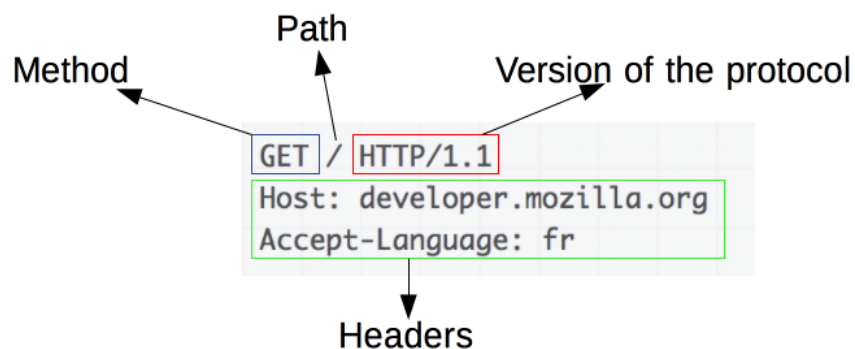 Path
Method
Version of the protocol
GET / HTTP/1.1
Host: developer.mozilla.org
Accept-Language: fr
Headers